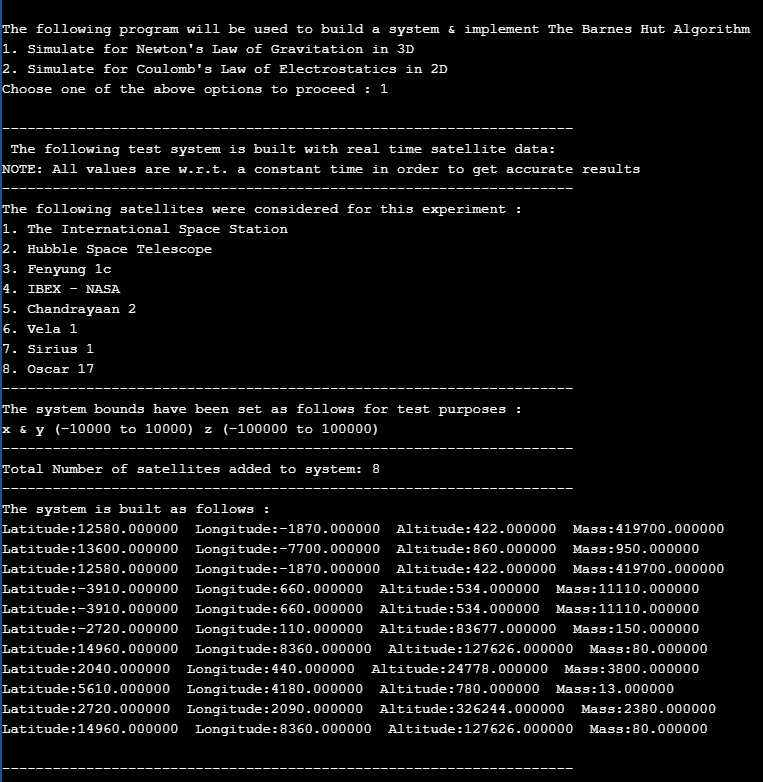 The following program will be used to build a system & implement The Barnes Hut Algorithm
1. Simulate for Newton's Law of Gravitation in 3D
2. Simulate for Coulomb's Law of Electrostatics in 2D
Choose one of the above options to proceed : 1
--------------------------------------------------------------------
The following test system is built with real time satellite data:
NOTE: All values are w.r.t. a constant time in order to get accurate results
--------------------------------------------------------------------
The following satellites were considered for this experiment :
1. The International Space Station
2. Hubble Space Telescope
3. Fenyung 1c
4. IBEX - NASA
5. Chandrayaan 2
6. Vela 1
7. Sirius 1
8. Oscar 17
--------------------------------------------------------------------
The system bounds have been set as follows for test purposes :
x & y (-10000 to 10000) z (-100000 to 100000)
--------------------------------------------------------------------
Total Number of satellites added to system: 8
--------------------------------------------------------------------
The system is built as follows :
Latitude:12580.000000  Longitude:-1870.000000  Altitude:422.000000  Mass:419700.000000
Latitude:13600.000000  Longitude:-7700.000000  Altitude:860.000000  Mass:950.000000
Latitude:12580.000000  Longitude:-1870.000000  Altitude:422.000000  Mass:419700.000000
Latitude:-3910.000000  Longitude:660.000000  Altitude:534.000000  Mass:11110.000000
Latitude:-3910.000000  Longitude:660.000000  Altitude:534.000000  Mass:11110.000000
Latitude:-2720.000000  Longitude:110.000000  Altitude:83677.000000  Mass:150.000000
Latitude:14960.000000  Longitude:8360.000000  Altitude:127626.000000  Mass:80.000000
Latitude:2040.000000  Longitude:440.000000  Altitude:24778.000000  Mass:3800.000000
Latitude:5610.000000  Longitude:4180.000000  Altitude:780.000000  Mass:13.000000
Latitude:2720.000000  Longitude:2090.000000  Altitude:326244.000000  Mass:2380.000000
Latitude:14960.000000  Longitude:8360.000000  Altitude:127626.000000  Mass:80.000000
--------------------------------------------------------------------